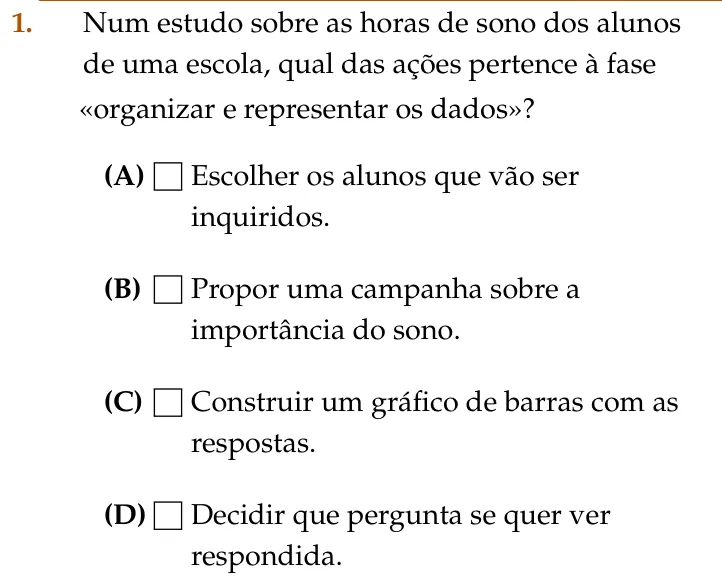 1. Num estudo sobre as horas de sono dos alunos
de uma escola, qual das ações pertence à fase
«organizar e representar os dados»?
(A) Escolher os alunos que vão ser
inquiridos.
(B) Propor uma campanha sobre a
importância do sono.
(C) Construir um gráfico de barras com as
respostas.
(D) Decidir que pergunta se quer ver
respondida.